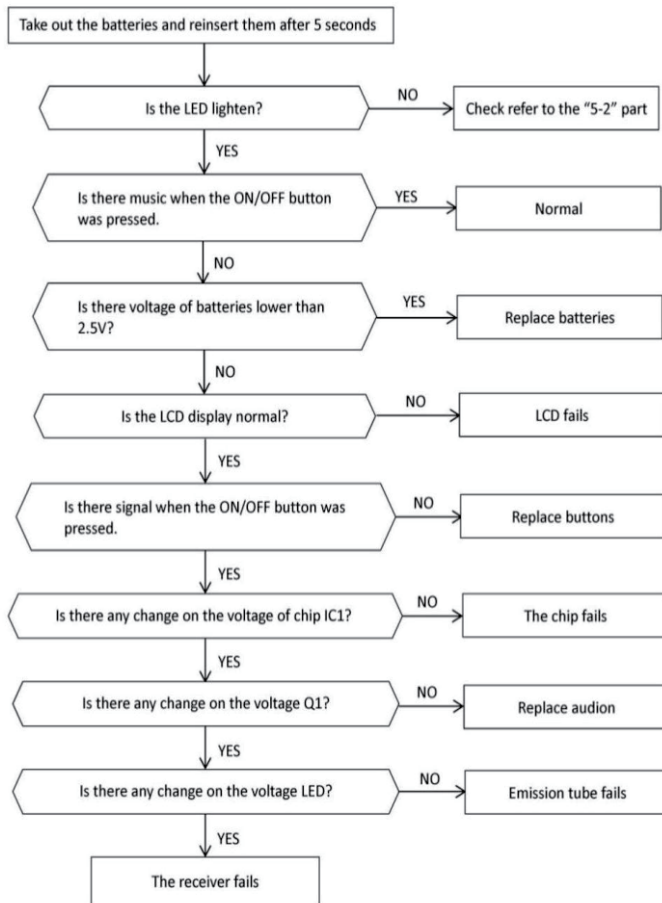 Take out the batteries and reinsert them after 5 seconds
Is the LED lighten?
NO
Check refer to the “5-2” part
YES
Is there music when the ON/OFF button
was pressed.
YES
Normal
NO
Is there voltage of batteries lower than
2.5V?
YES
Replace batteries
NO
Is the LCD display normal?
NO
LCD fails
YES
Is there signal when the ON/OFF button was
pressed.
NO
Replace buttons
YES
Is there any change on the voltage of chip IC1?
NO
The chip fails
YES
Is there any change on the voltage Q1?
NO
Replace audion
YES
Is there any change on the voltage LED?
NO
Emission tube fails
YES
The receiver fails